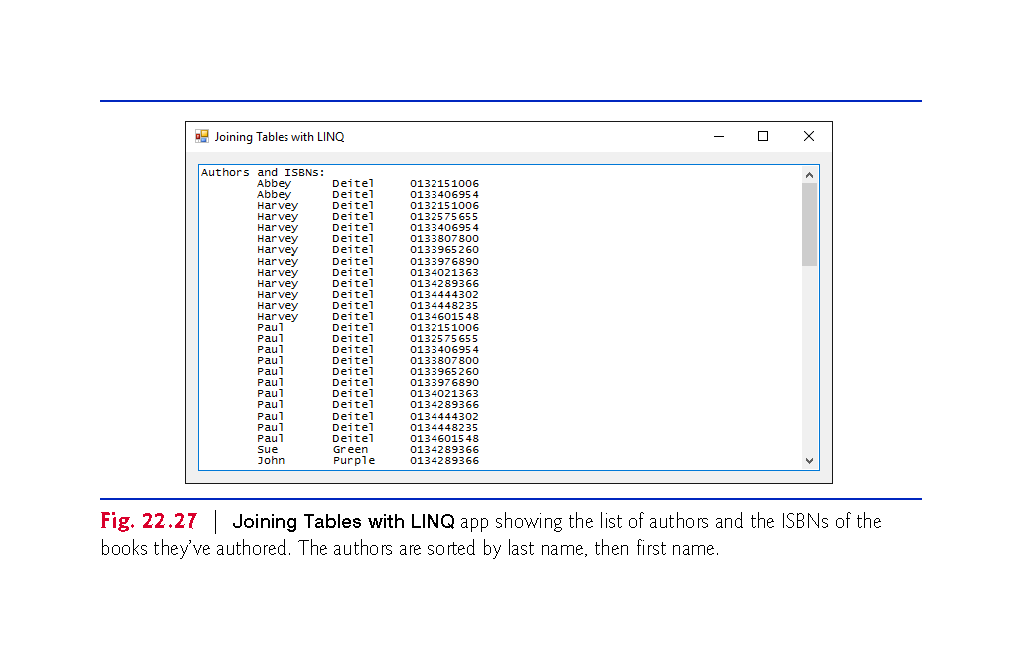 Joining Tables with LINQ
Authors and ISBNs:
Abbey Deitel 0132151006
Abbey Deitel 0133406954
Harvey Deitel 0132151006
Harvey Deitel 0132575655
Harvey Deitel 0133406954
Harvey Deitel 0133807800
Harvey Deitel 0133965260
Harvey Deitel 0133976890
Harvey Deitel 0134021363
Harvey Deitel 0134289366
Harvey Deitel 0134444302
Harvey Deitel 0134448235
Harvey Deitel 0134601548
Paul Deitel 0132151006
Paul Deitel 0132575655
Paul Deitel 0133406954
Paul Deitel 0133807800
Paul Deitel 0133965260
Paul Deitel 0133976890
Paul Deitel 0134021363
Paul Deitel 0134289366
Paul Deitel 0134444302
Paul Deitel 0134448235
Paul Deitel 0134601548
Sue Green 0134289366
John Purple 0134289366
Fig. 22.27 | Joining Tables with LINQ app showing the list of authors and the ISBNs of the
books they’ve authored. The authors are sorted by last name, then first name.